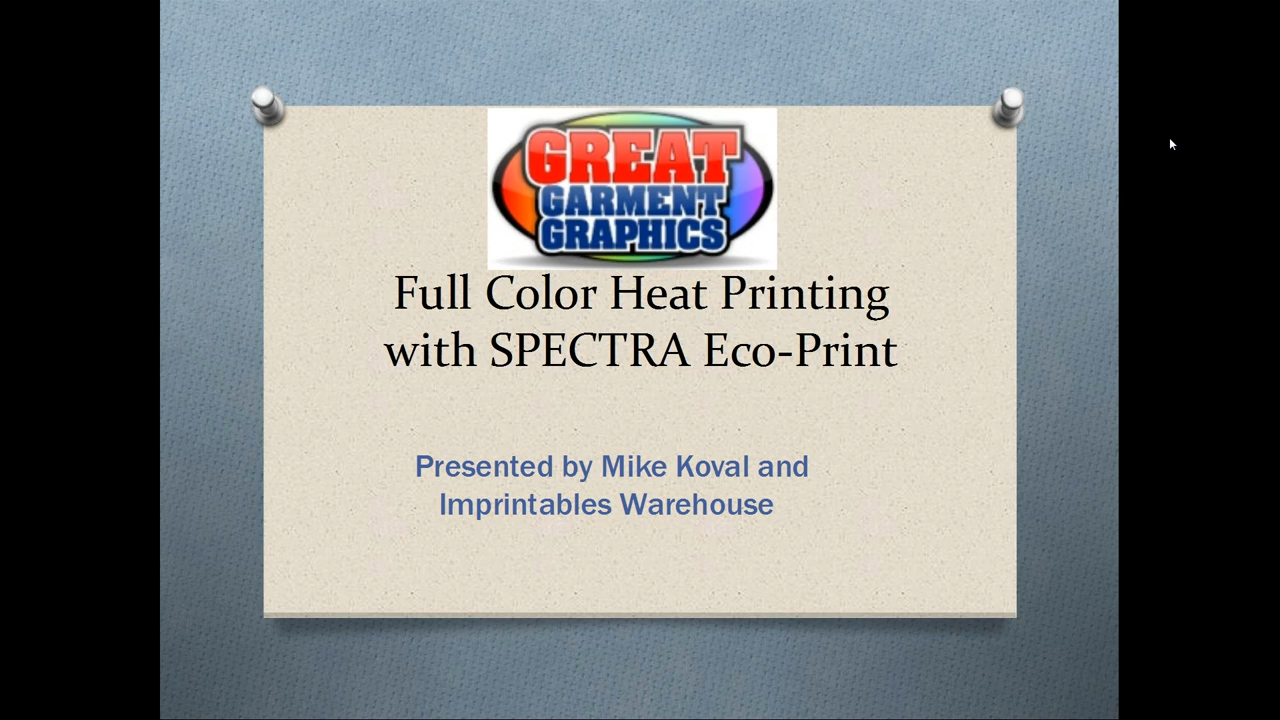 GREAT
GARMENT
GRAPHICS
Full Color Heat Printing
with SPECTRA Eco-Print
Presented by Mike Koval and
Imprintables Warehouse